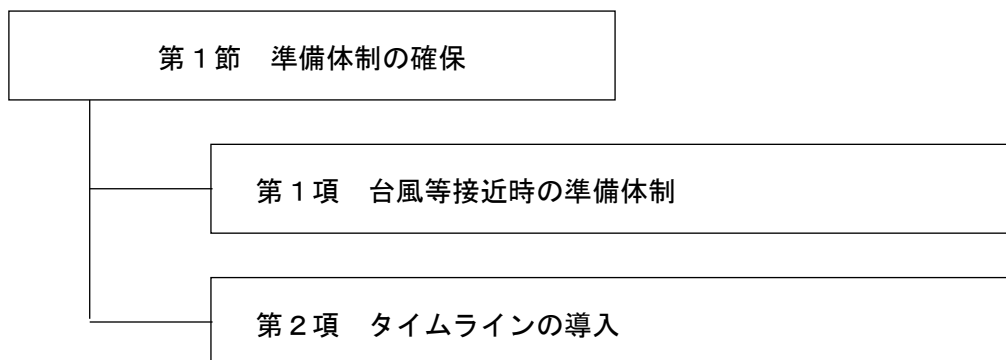 第１節　準備体制の確保
第１項　台風等接近時の準備体制
第２項　タイムラインの導入